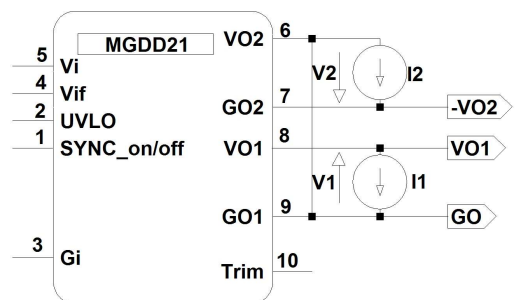 MGDD21
5 Vi
4 Vif
2 UVLO
1 SYNC_on/off
3 Gi
VO2 6
GO2 7
VO1 8
GO1 9
Trim 10
V2
I2
-VO2
VO1
V1
I1
GO